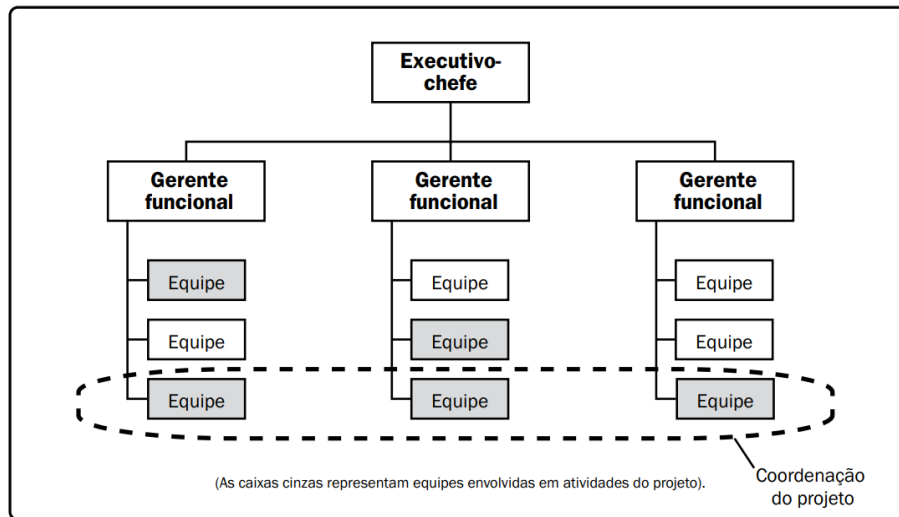 Executivo-
chefe
Gerente
funcional
Gerente
funcional
Gerente
funcional
Equipe
Equipe
Equipe
Equipe
Equipe
Equipe
Equipe
Equipe
Equipe
(As caixas cinzas representam equipes envolvidas em atividades do projeto).
Coordenação
do projeto